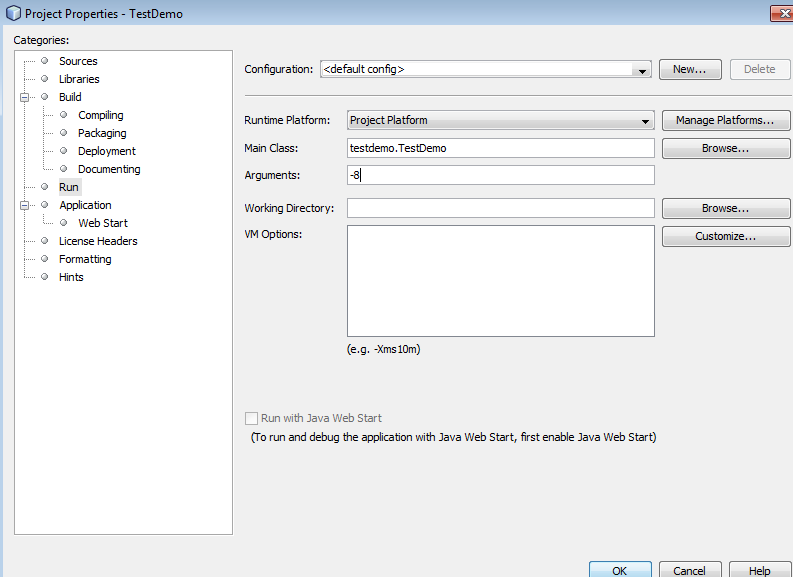 Project Properties - TestDemo
Categories:
Sources
Libraries
Build
Compiling
Packaging
Deployment
Documenting
Run
Application
Web Start
License Headers
Formatting
Hints
Configuration: <default config> New... Delete
Runtime Platform: Project Platform Manage Platforms...
Main Class: testdemo.TestDemo Browse...
Arguments: -8
Working Directory: Browse...
VM Options: Customize...
(e.g. -Xms10m)
Run with Java Web Start
(To run and debug the application with Java Web Start, first enable Java Web Start)
OK Cancel Help